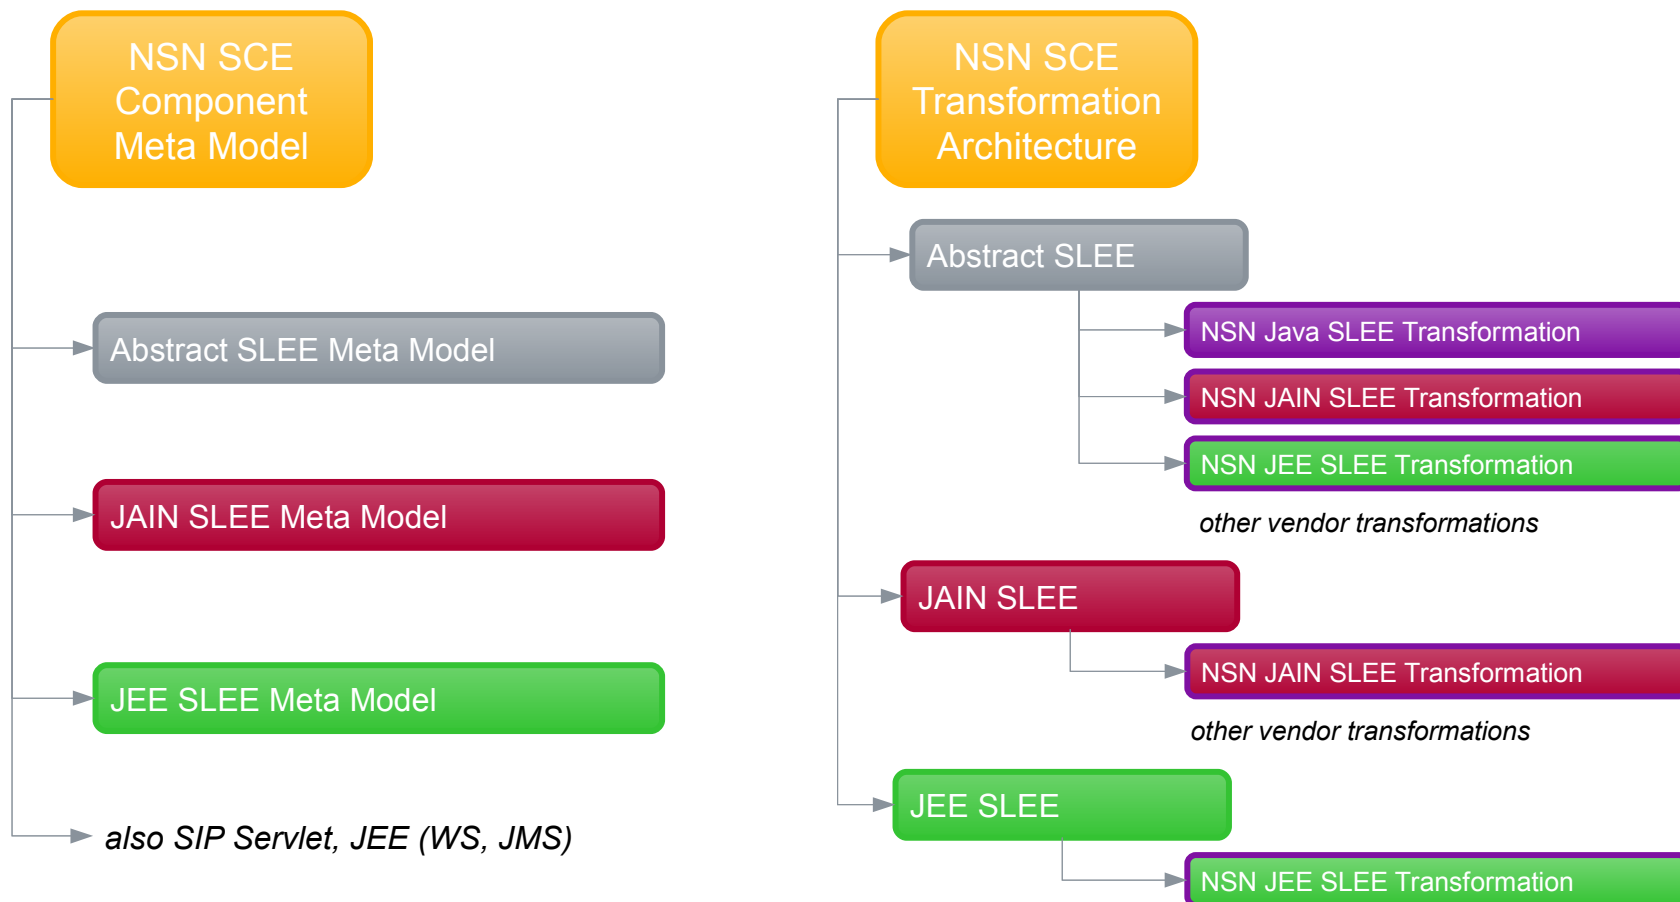 NSN SCE
Component
Meta Model
Abstract SLEE Meta Model
JAIN SLEE Meta Model
JEE SLEE Meta Model
also SIP Servlet, JEE (WS, JMS)
NSN SCE
Transformation
Architecture
Abstract SLEE
NSN Java SLEE Transformation
NSN JAIN SLEE Transformation
NSN JEE SLEE Transformation
other vendor transformations
JAIN SLEE
NSN JAIN SLEE Transformation
other vendor transformations
JEE SLEE
NSN JEE SLEE Transformation